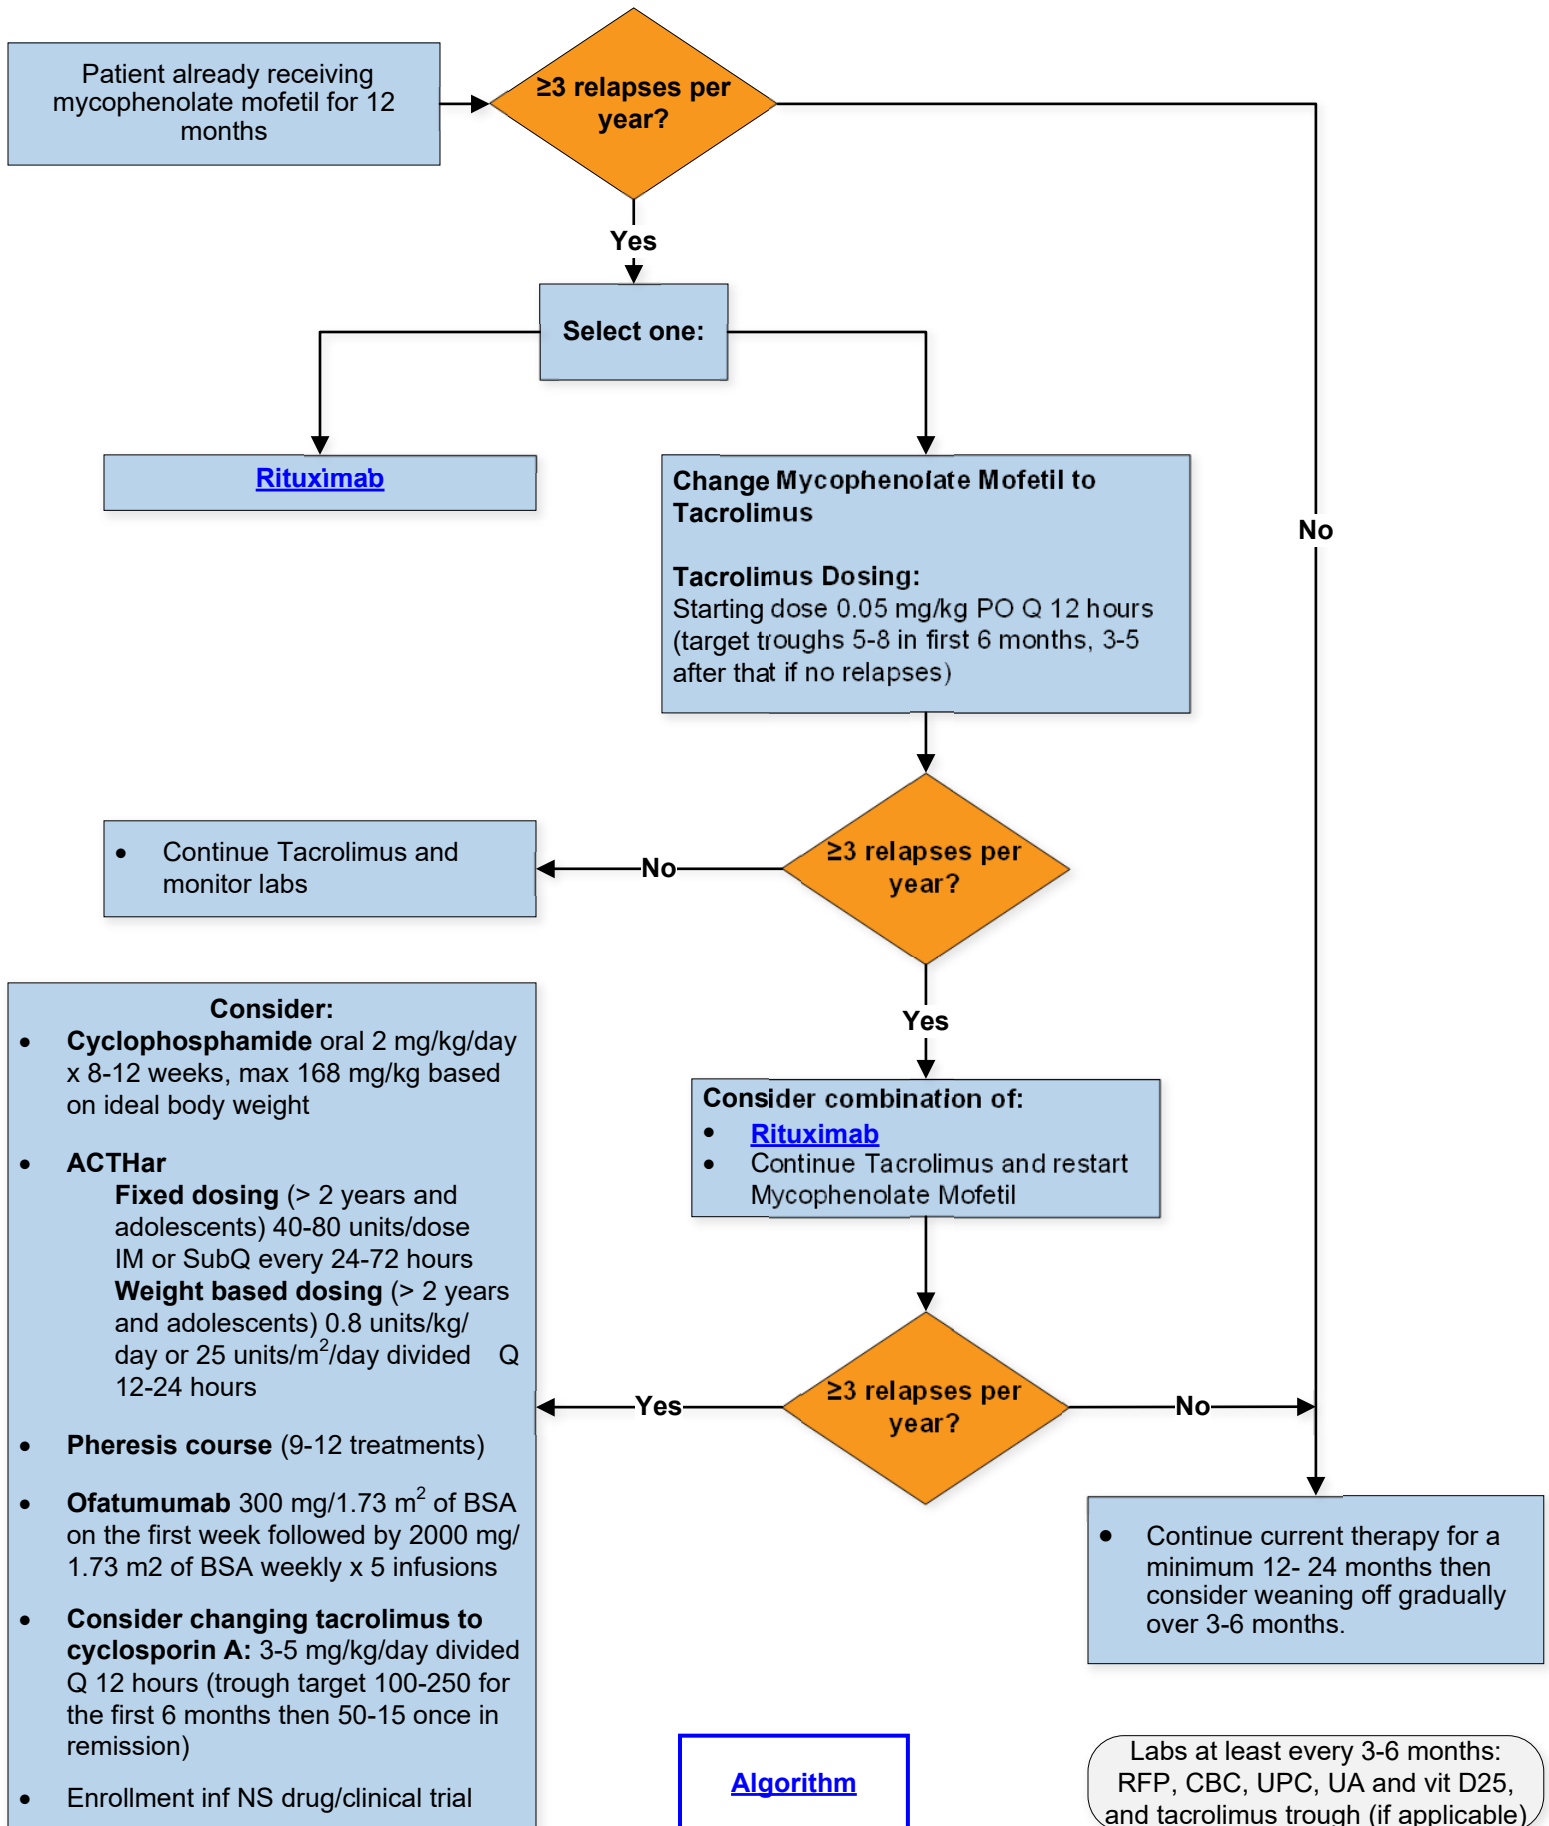 Patient already receiving
mycophenolate mofetil for 12
months
≥3 relapses per
year?
Yes
No
Select one:
Rituximab
Change Mycophenolate Mofetil to
Tacrolimus
Tacrolimus Dosing:
Starting dose 0.05 mg/kg PO Q 12 hours
(target troughs 5-8 in first 6 months, 3-5
after that if no relapses)
≥3 relapses per
year?
No
• Continue Tacrolimus and
monitor labs
Yes
Consider combination of:
• Rituximab
• Continue Tacrolimus and restart
Mycophenolate Mofetil
≥3 relapses per
year?
Yes
No
Consider:
• Cyclophosphamide oral 2 mg/kg/day
x 8-12 weeks, max 168 mg/kg based
on ideal body weight
• ACTHar
Fixed dosing (> 2 years and
adolescents) 40-80 units/dose
IM or SubQ every 24-72 hours
Weight based dosing (> 2 years
and adolescents) 0.8 units/kg/
day or 25 units/m²/day divided Q
12-24 hours
• Pheresis course (9-12 treatments)
• Ofatumumab 300 mg/1.73 m² of BSA
on the first week followed by 2000 mg/
1.73 m2 of BSA weekly x 5 infusions
• Consider changing tacrolimus to
cyclosporin A: 3-5 mg/kg/day divided
Q 12 hours (trough target 100-250 for
the first 6 months then 50-15 once in
remission)
• Enrollment inf NS drug/clinical trial
• Continue current therapy for a
minimum 12- 24 months then
consider weaning off gradually
over 3-6 months.
Algorithm
Labs at least every 3-6 months:
RFP, CBC, UPC, UA and vit D25,
and tacrolimus trough (if applicable)